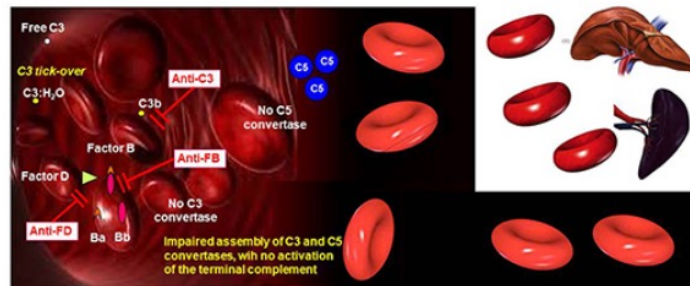 Free C3
C3 tick-over
C3:H₂O
Anti-C3
C3b
C5
C5
C5
No C5
convertase
Factor B
Anti-FB
Factor D
No C3
convertase
Anti-FD
Ba
Bb
Impaired assembly of C3 and C5
convertases, wih no activation
of the terminal complement